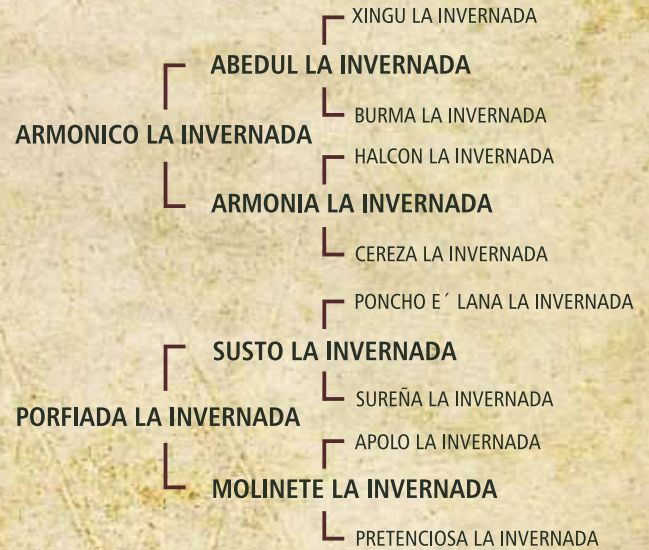 XINGU LA INVERNADA
ABEDUL LA INVERNADA
BURMA LA INVERNADA
ARMONICO LA INVERNADA
HALCON LA INVERNADA
ARMONIA LA INVERNADA
CEREZA LA INVERNADA
PONCHO E´ LANA LA INVERNADA
SUSTO LA INVERNADA
SUREÑA LA INVERNADA
PORFIADA LA INVERNADA
APOLO LA INVERNADA
MOLINETE LA INVERNADA
PRETENCIOSA LA INVERNADA